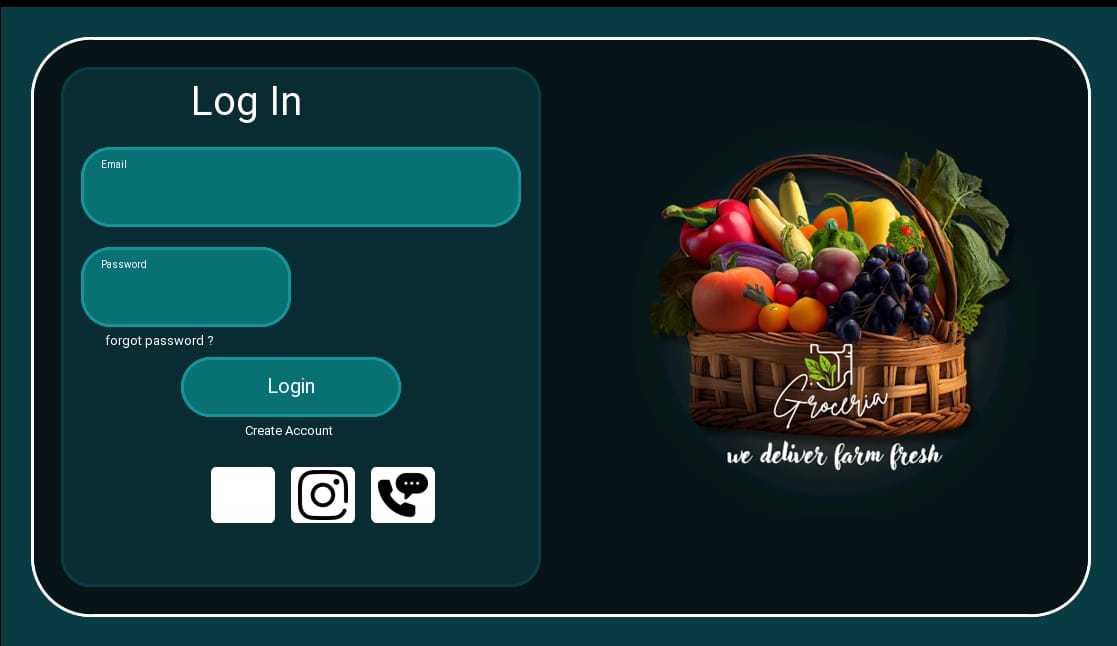 Log In
Email
Password
forgot password ?
Login
Create Account
Groceria
we deliver farm fresh